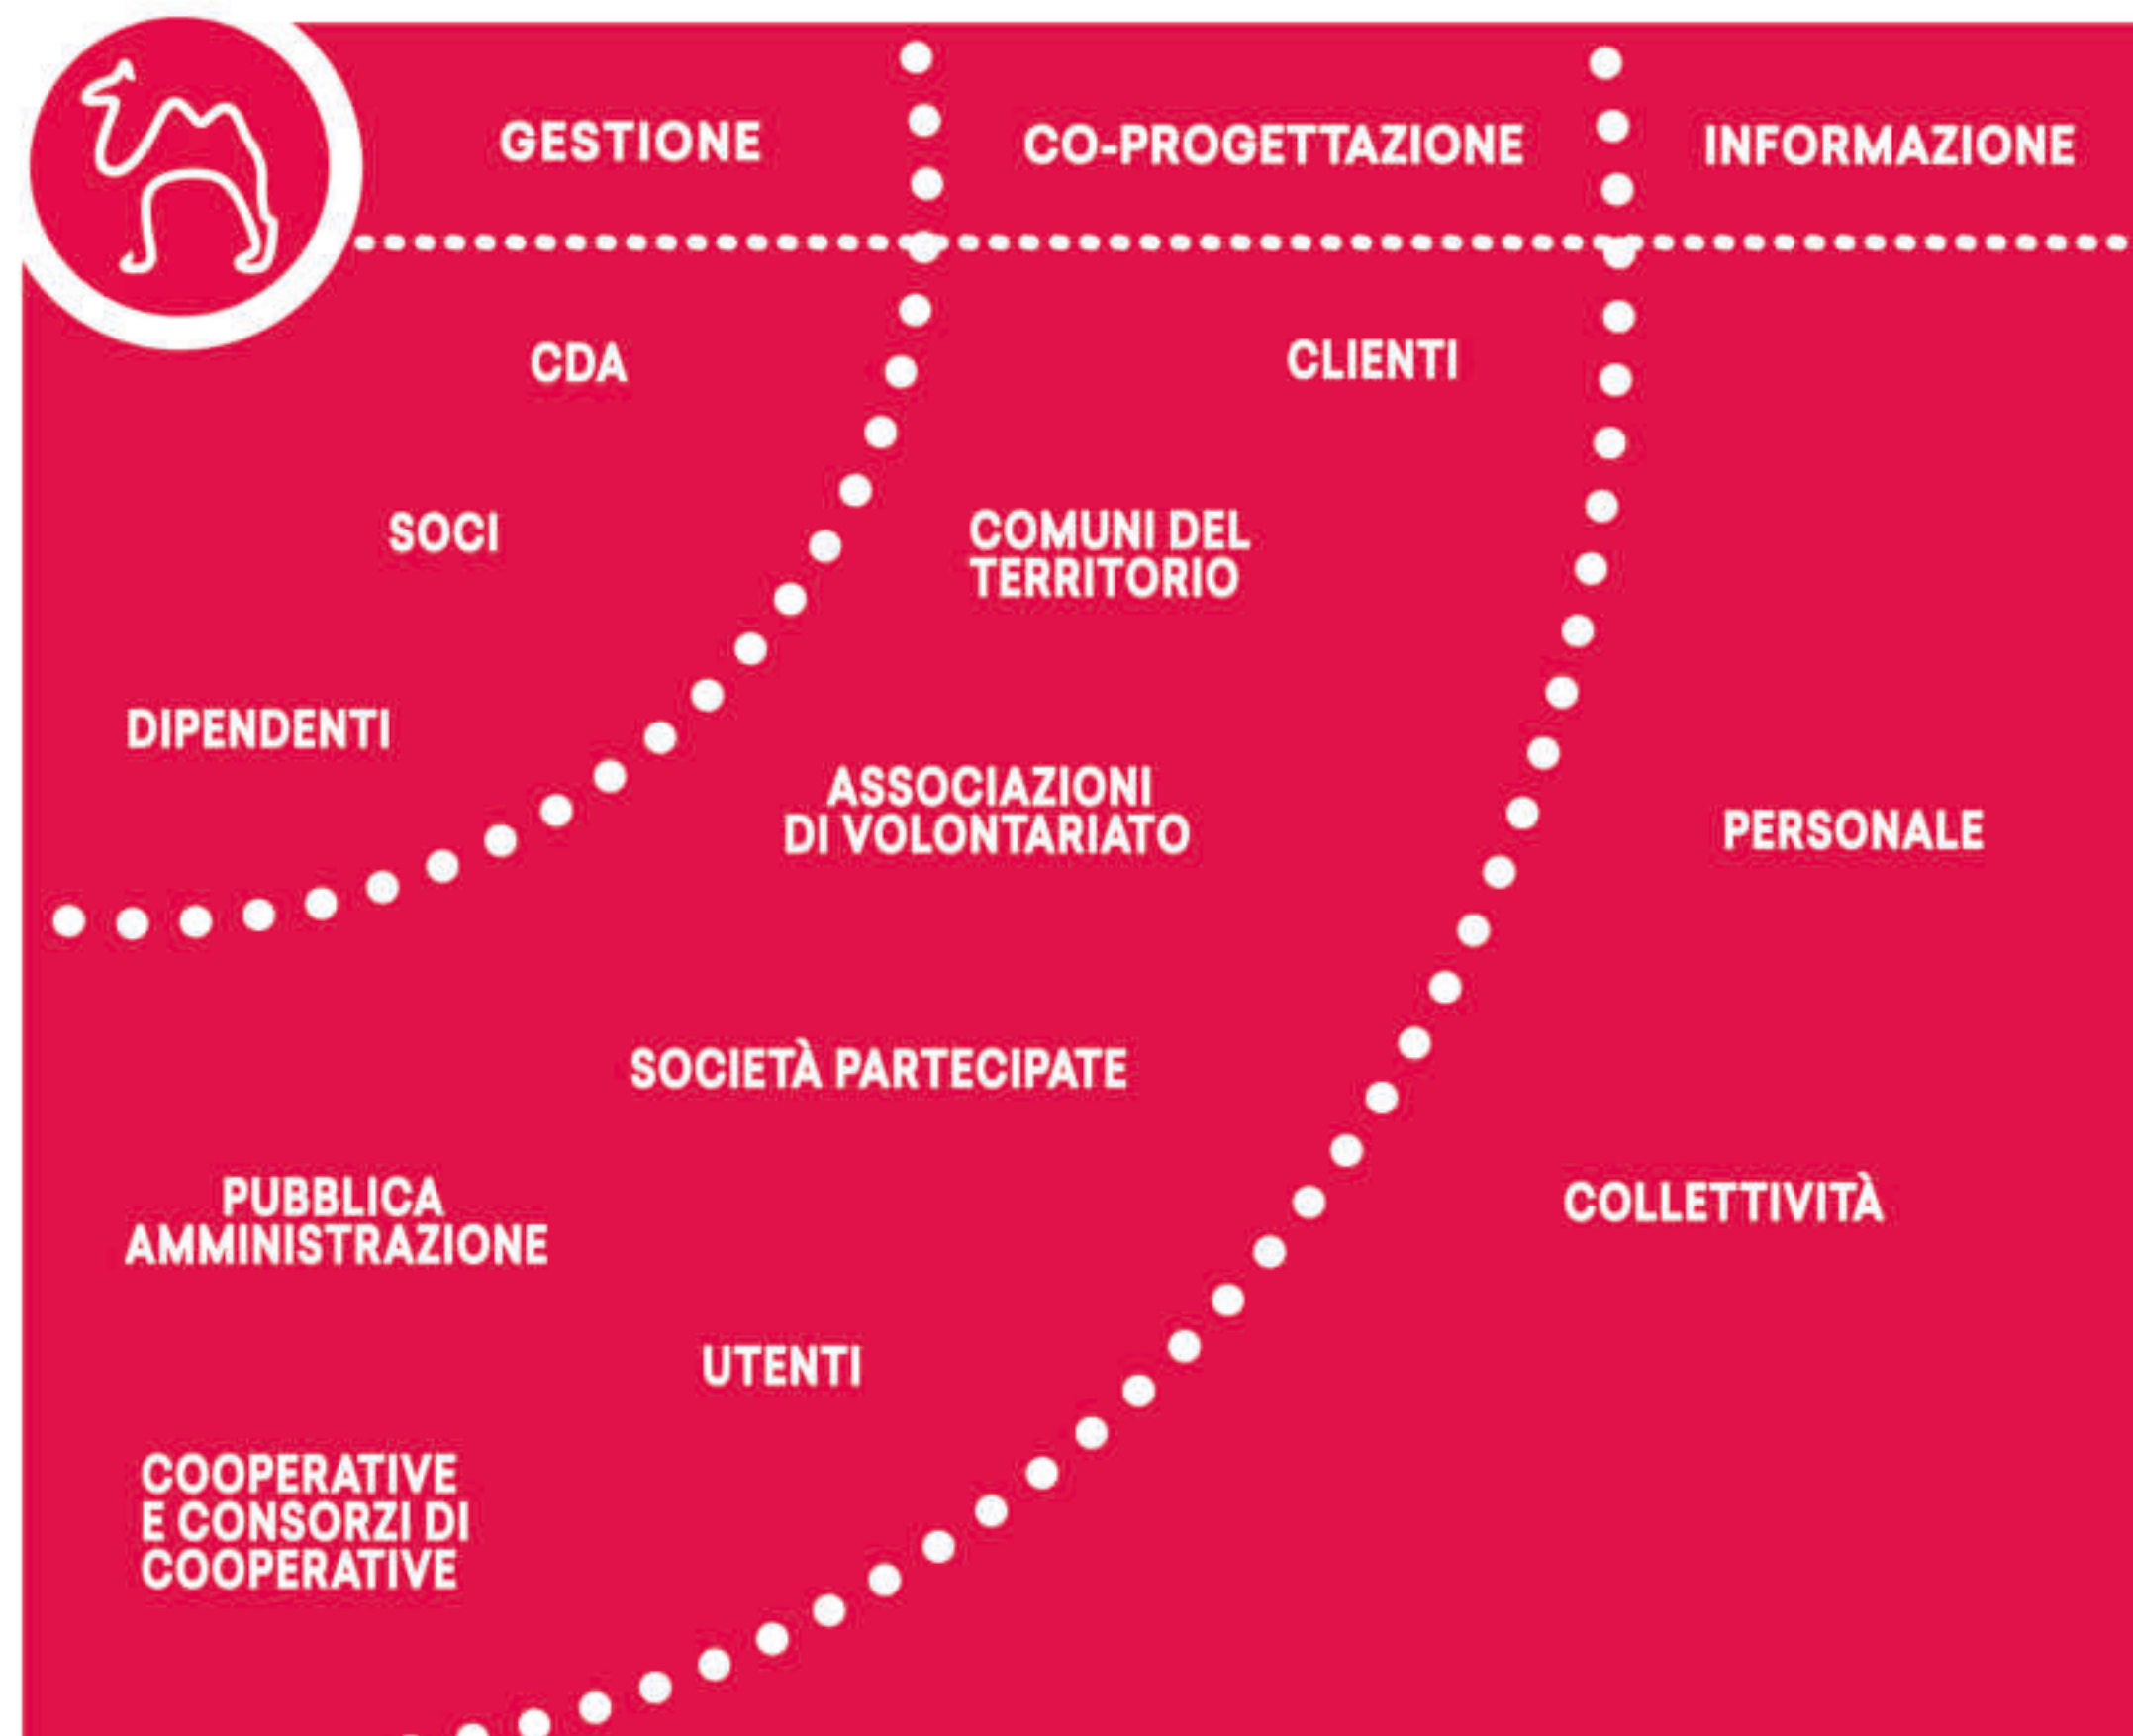 GESTIONE
CO-PROGETTAZIONE
INFORMAZIONE
CDA
SOCI
DIPENDENTI
CLIENTI
COMUNI DEL
TERRITORIO
ASSOCIAZIONI
DI VOLONTARIATO
SOCIETÀ PARTECIPATE
PUBBLICA
AMMINISTRAZIONE
UTENTI
COOPERATIVE
E CONSORZI DI
COOPERATIVE
PERSONALE
COLLETTIVITÀ